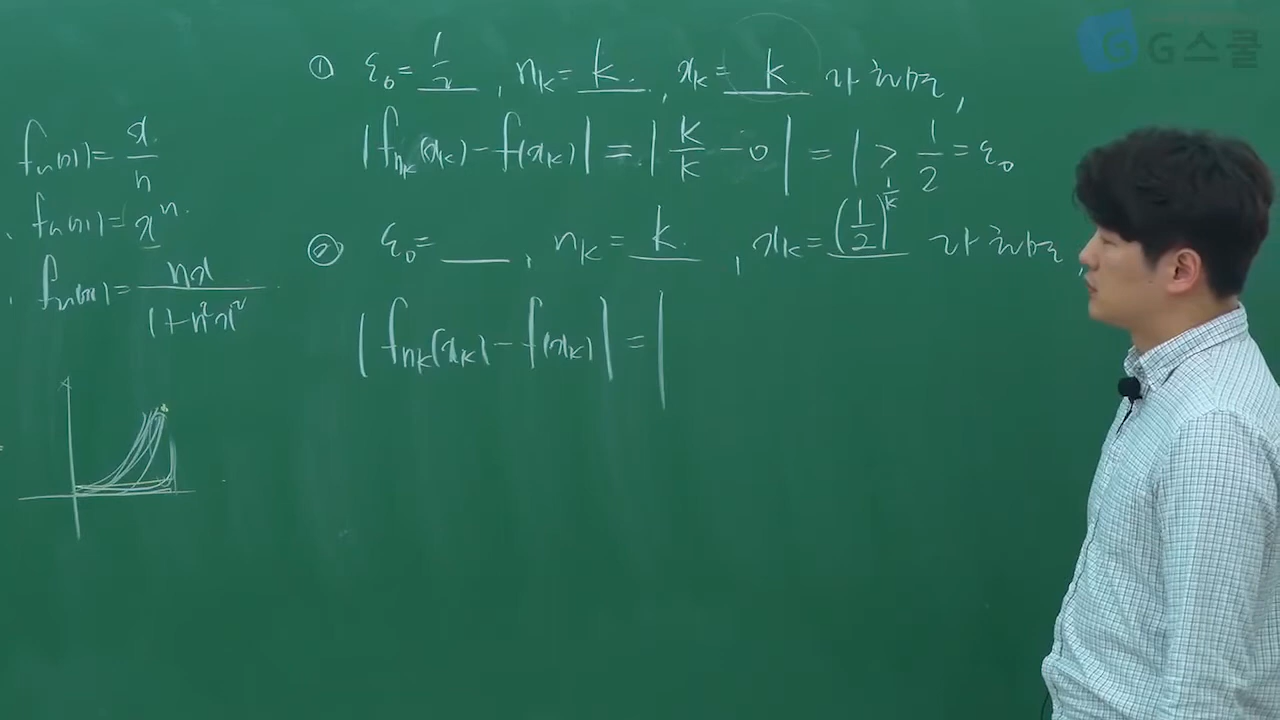 G스쿨
① ε₀ = 1/2 , n_k = k , x_k = k 라 하면,
|f_{n_k}(x_k) − f(x_k)| = |k/k − 0| = 1 > 1/2 = ε₀
② ε₀ = ___ , n_k = k , x_k = (1/2)^{1/k} 라 하면,
|f_{n_k}(x_k) − f(x_k)| = |
f_n(x) = x/n
f_n(x) = x^n
f_n(x) = nx/(1+n²x²)